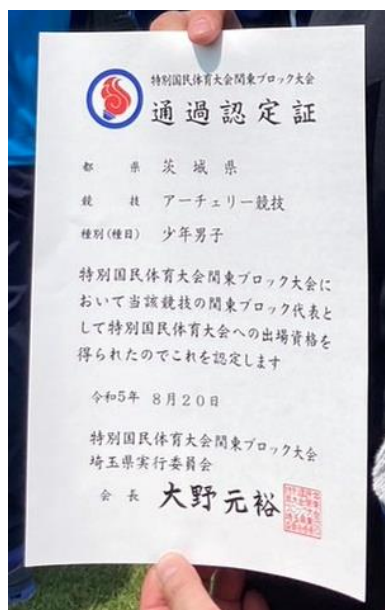 特別国民体育大会関東ブロック大会
通過認定証
都県 茨城県
競技 アーチェリー競技
種別(種目) 少年男子
特別国民体育大会関東ブロック大会に
おいて当該競技の関東ブロック代表と
して特別国民体育大会への出場資格を
得られたのでこれを認定します
令和5年 8月20日
特別国民体育大会関東ブロック大会
埼玉県実行委員会
会長 大野元裕